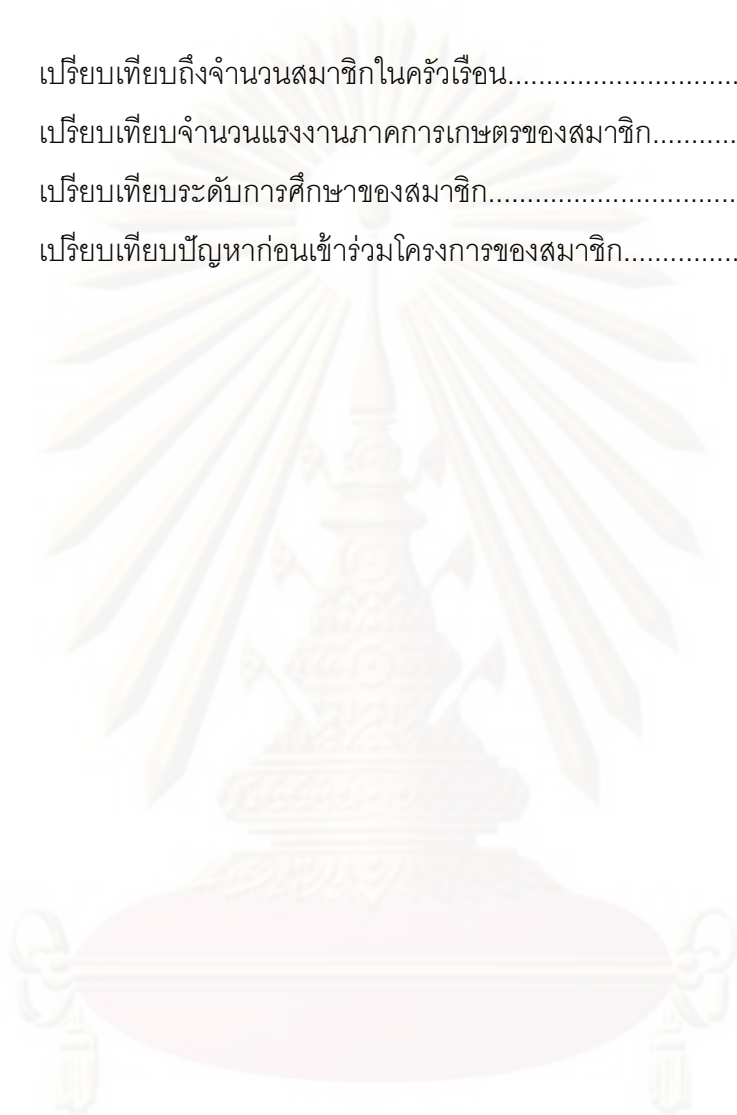 เปรียบเทียบถึงจำนวนสมาชิกในครัวเรือน..............................
เปรียบเทียบจำนวนแรงงานภาคการเกษตรของสมาชิก...........
เปรียบเทียบระดับการศึกษาของสมาชิก................................
เปรียบเทียบปัญหาก่อนเข้าร่วมโครงการของสมาชิก...............